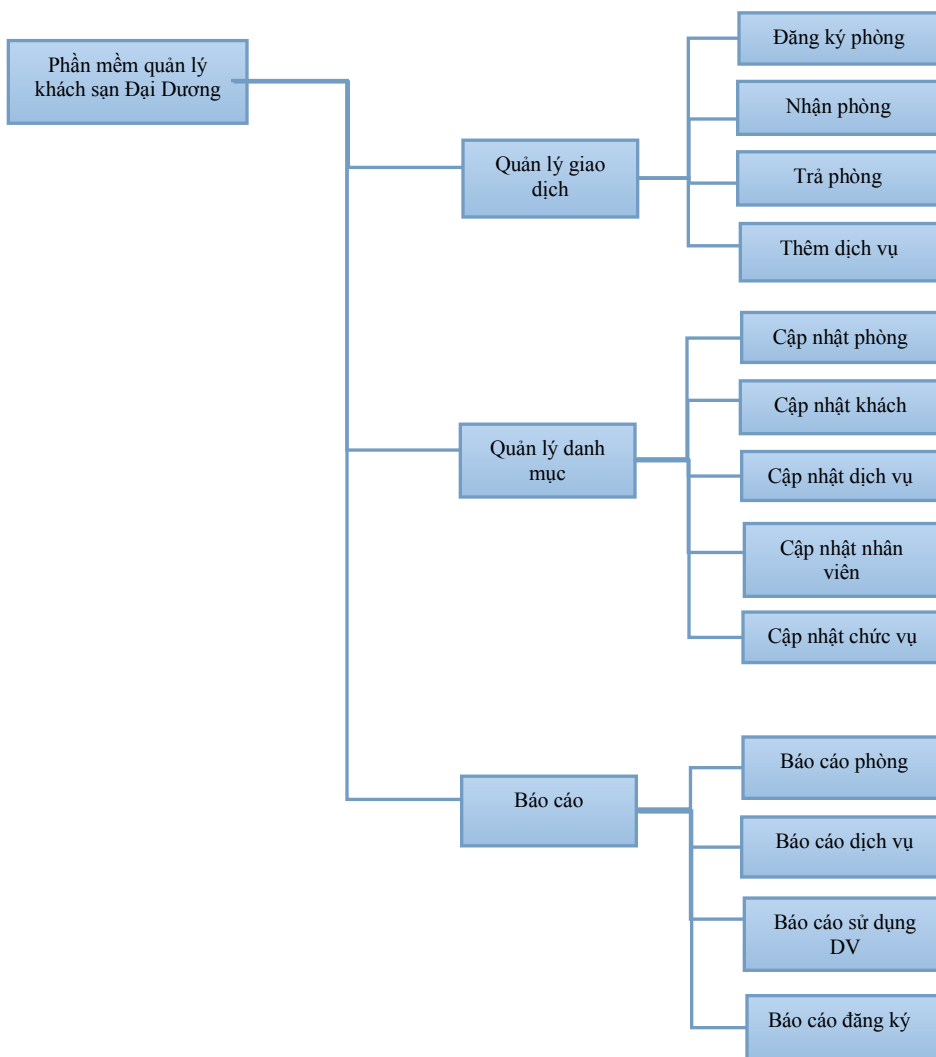 Phần mềm quản lý
khách sạn Đại Dương
Quản lý giao
dịch
Đăng ký phòng
Nhận phòng
Trả phòng
Thêm dịch vụ
Quản lý danh
mục
Cập nhật phòng
Cập nhật khách
Cập nhật dịch vụ
Cập nhật nhân
viên
Cập nhật chức vụ
Báo cáo
Báo cáo phòng
Báo cáo dịch vụ
Báo cáo sử dụng
DV
Báo cáo đăng ký